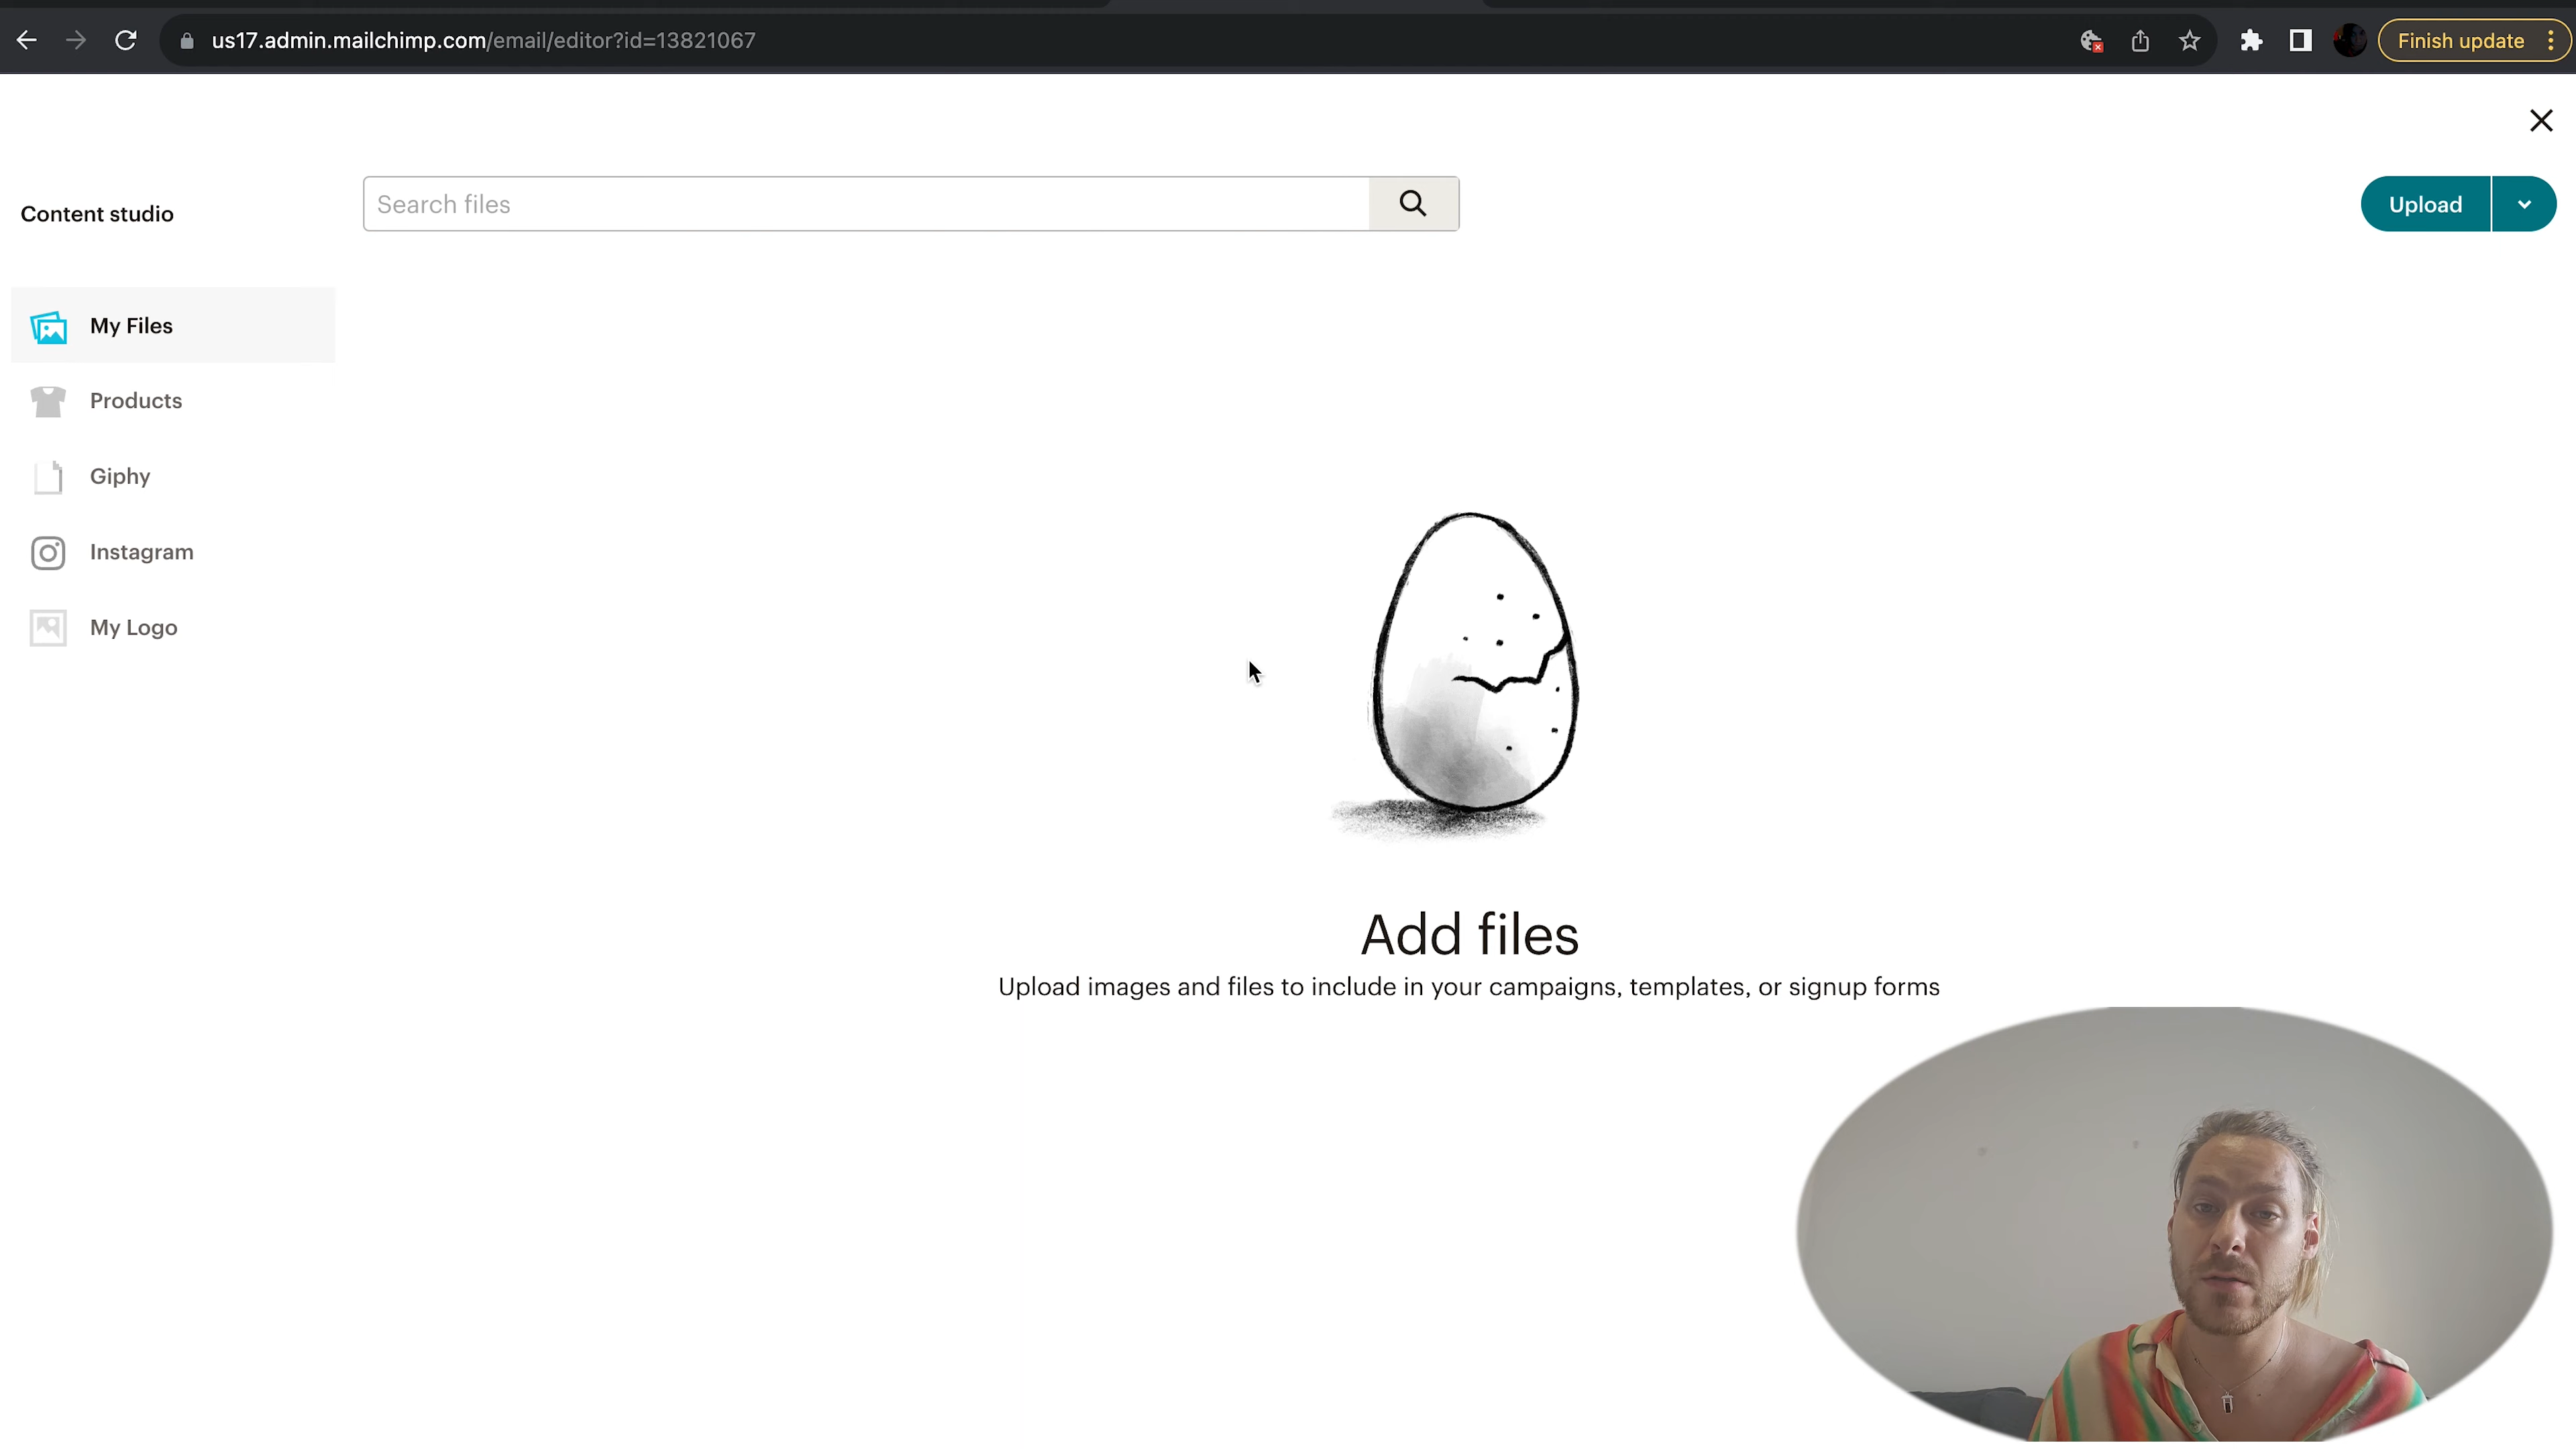 us17.admin.mailchimp.com/email/editor?id=13821067
Finish update
Content studio
Search files
Upload
My Files
Products
Giphy
Instagram
My Logo
Add files
Upload images and files to include in your campaigns, templates, or signup forms